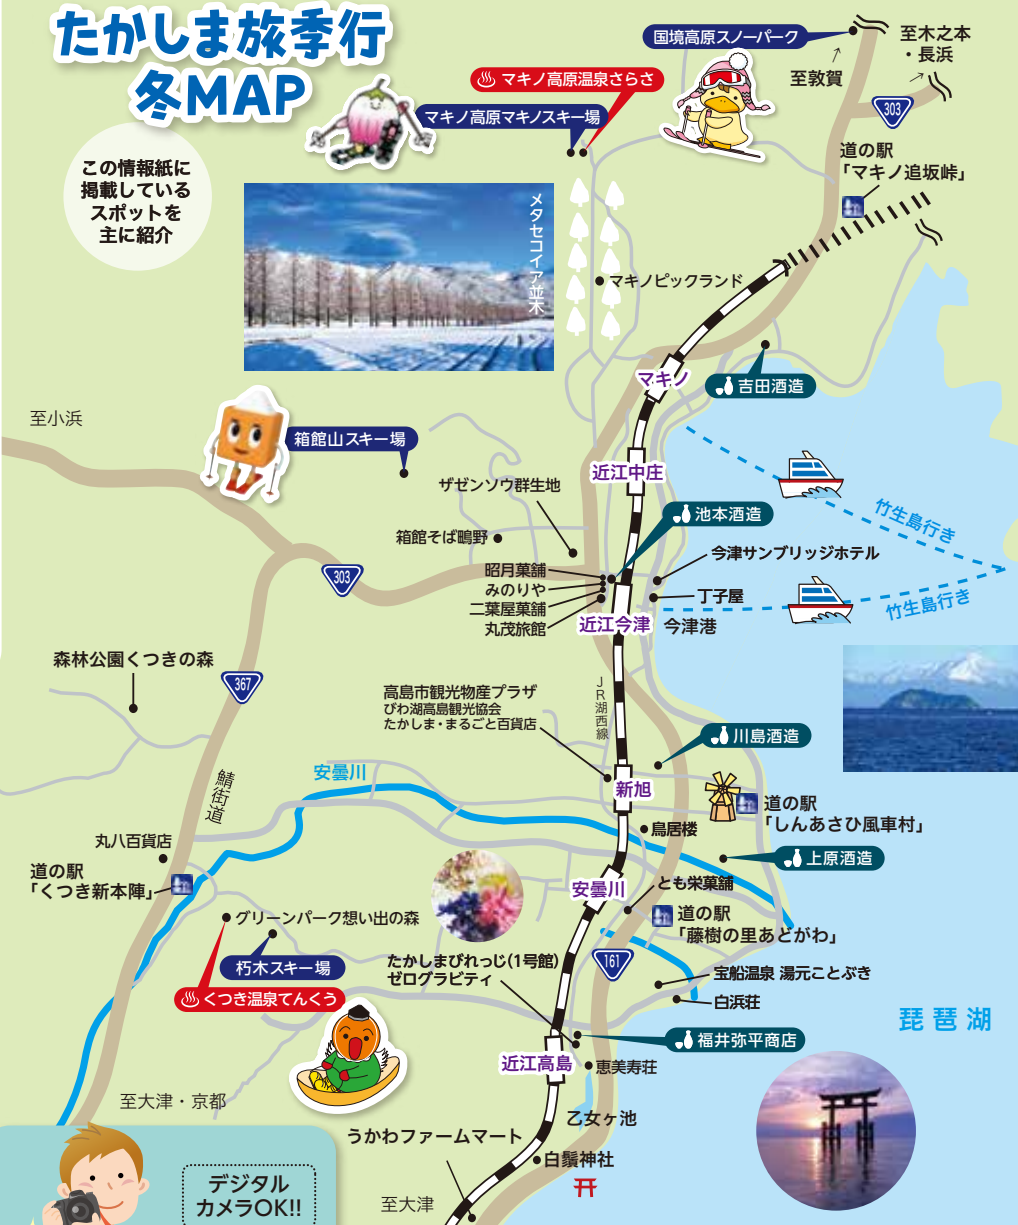 たかしま旅季行
冬MAP
この情報紙に
掲載している
スポットを
主に紹介
国境高原スノーパーク
マキノ高原温泉さらさ
マキノ高原マキノスキー場
至木之本
・長浜
至敦賀
303
道の駅
「マキノ追坂峠」
メタセコイア並木
マキノピックランド
マキノ
吉田酒造
至小浜
箱館山スキー場
近江中庄
ザゼンソウ群生地
池本酒造
竹生島行き
箱館そば鴫野
今津サンブリッジホテル
303
昭月菓舗
みのりや
二葉屋菓舗
丸茂旅館
丁子屋
竹生島行き
近江今津
今津港
森林公園くつきの森
367
高島市観光物産プラザ
びわ湖高島観光協会
たかしま・まるごと百貨店
JR湖西線
川島酒造
鯖街道
安曇川
新旭
道の駅
「しんあさひ風車村」
鳥居楼
丸八百貨店
上原酒造
道の駅
「くつき新本陣」
安曇川
とも栄菓舗
道の駅
「藤樹の里あどがわ」
グリーンパーク想い出の森
朽木スキー場
くつき温泉てんくう
たかしまびれっじ(1号館)
ゼログラビティ
161
宝船温泉 湯元ことぶき
白浜荘
琵琶湖
福井弥平商店
近江高島
恵美寿荘
至大津・京都
乙女ヶ池
うかわファームマート
白鬚神社
至大津
デジタル
カメラOK!!